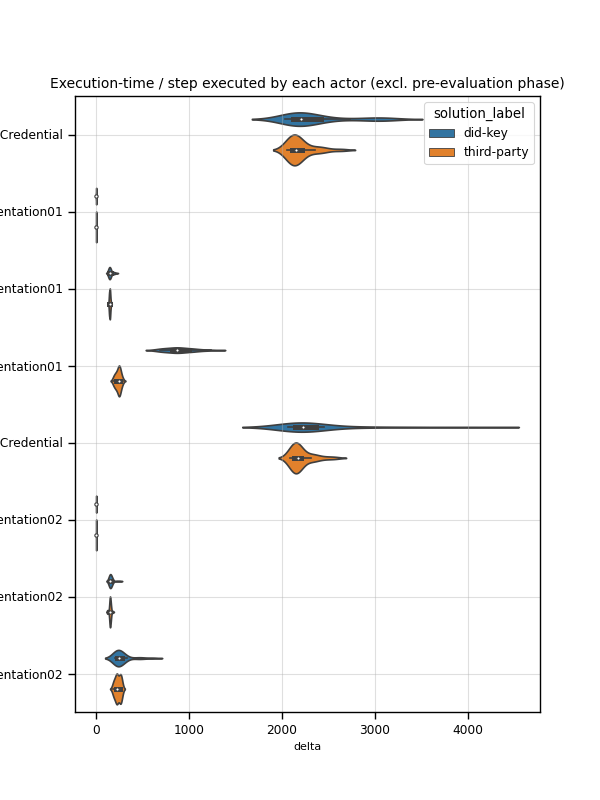 Execution-time / step executed by each actor (excl. pre-evaluation phase)
solution_label
did-key
third-party
Credential
entation01
entation01
entation01
Credential
entation02
entation02
entation02
0 1000 2000 3000 4000
delta